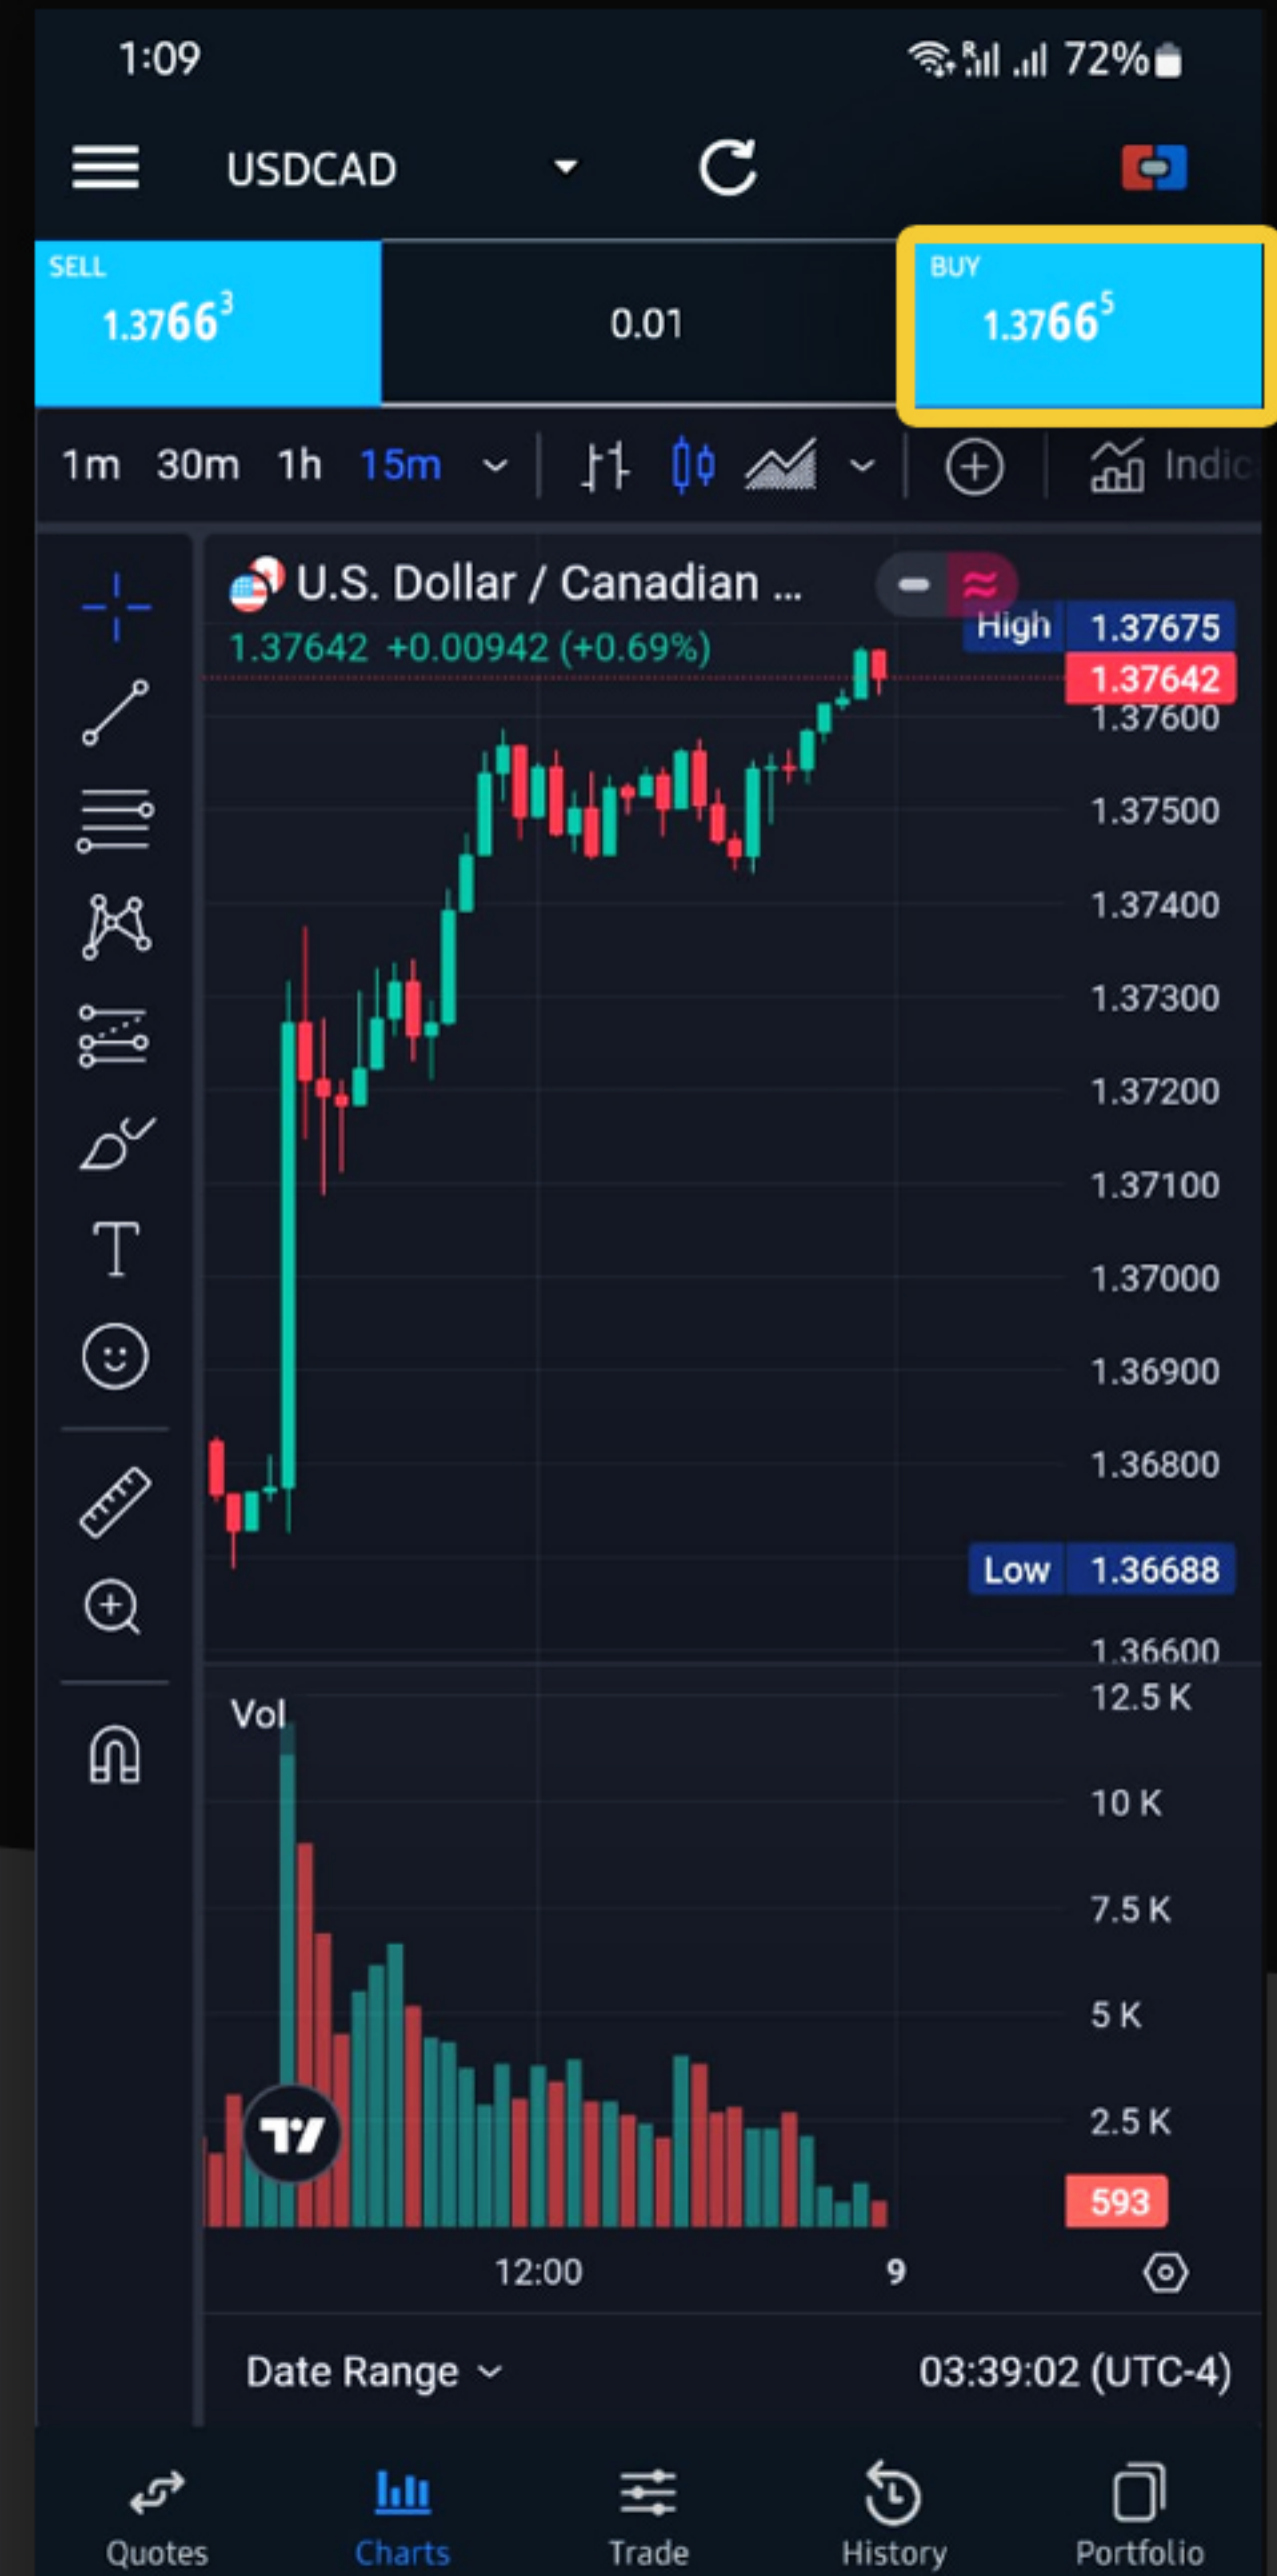 1:09 R 72%
USDCAD
SELL BUY
1.37663 0.01 1.37665
1m 30m 1h 15m Indic
U.S. Dollar / Canadian ...
1.37642 +0.00942 (+0.69%)
High 1.37675
1.37642
1.37600
1.37500
1.37400
1.37300
1.37200
1.37100
1.37000
1.36900
1.36800
Low 1.36688
1.36600
Vol
12.5 K
10 K
7.5 K
5 K
2.5 K
593
12:00 9
Date Range 03:39:02 (UTC-4)
Quotes Charts Trade History Portfolio